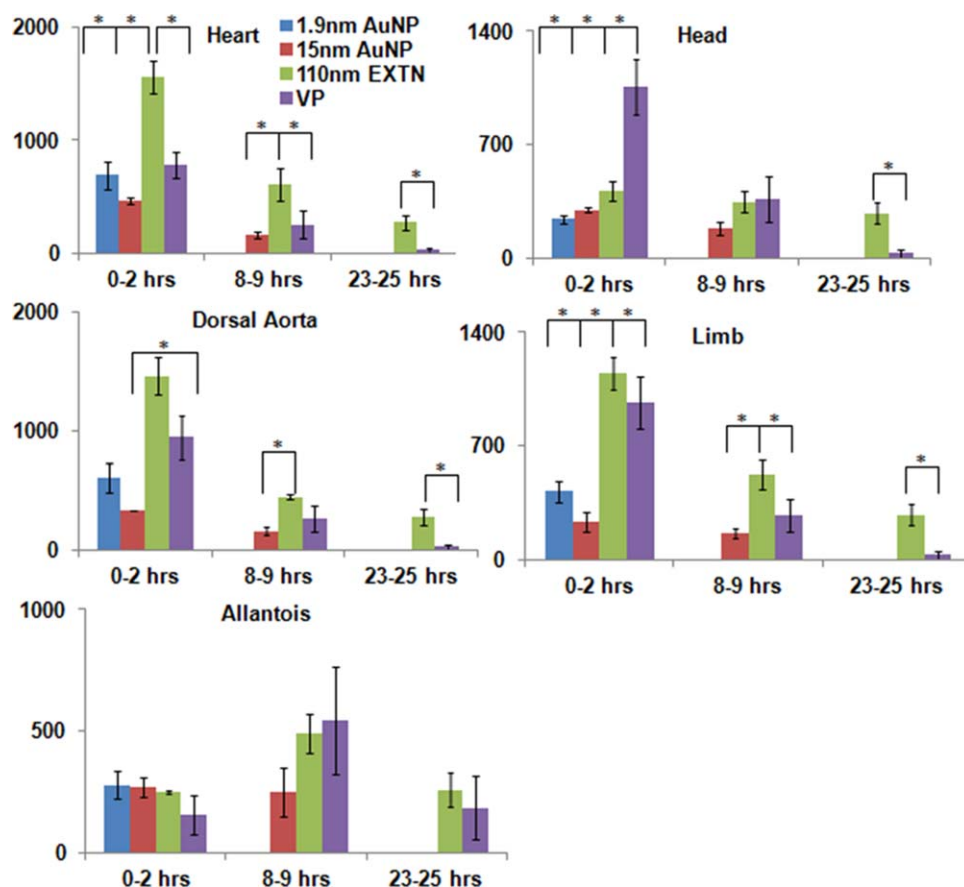 2000
1000
0
* * *
Heart
1.9nm AuNP
15nm AuNP
110nm EXTN
VP
* *
*
0-2 hrs 8-9 hrs 23-25 hrs
1400
700
0
* * * *
Head
*
0-2 hrs 8-9 hrs 23-25 hrs
2000
1000
0
Dorsal Aorta
*
*
*
0-2 hrs 8-9 hrs 23-25 hrs
1400
700
0
* * * *
Limb
* *
*
0-2 hrs 8-9 hrs 23-25 hrs
1000
500
0
Allantois
0-2 hrs 8-9 hrs 23-25 hrs